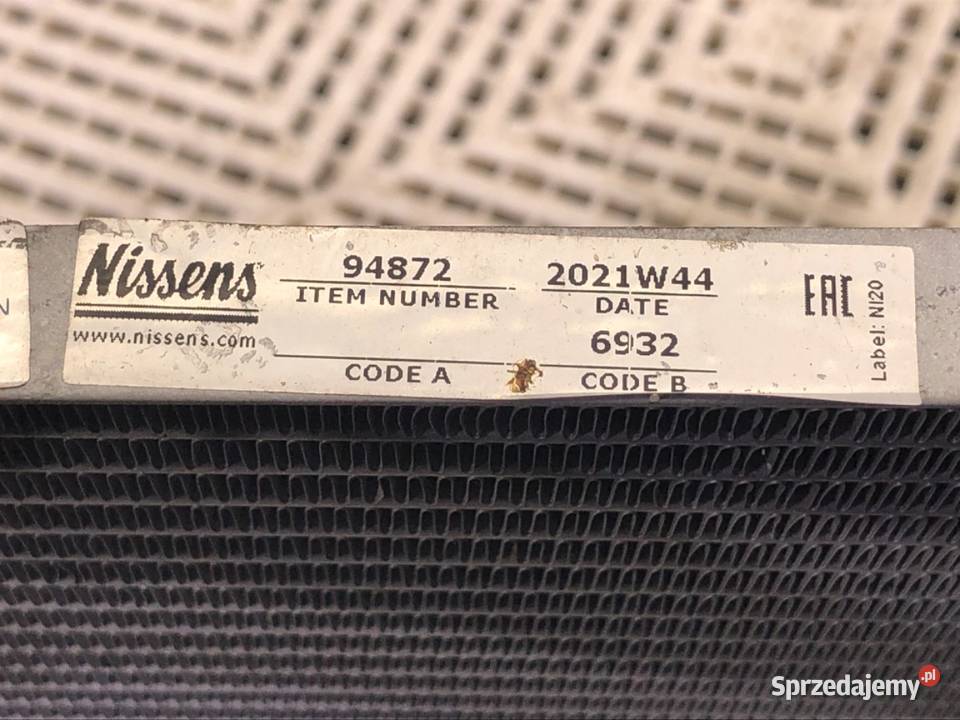 Nissens
www.nissens.com
94872
ITEM NUMBER
CODE A
2021W44
DATE
6932
CODE B
EAC
Label: NI20
N
Sprzedajemy.pl